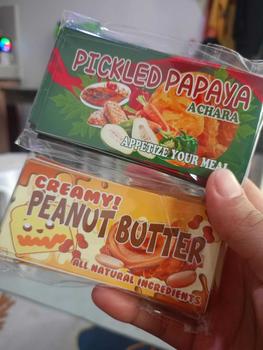 PICKLED PAPAYA
ACHARA
APPETIZE YOUR MEAL
CREAMY!
PEANUT BUTTER
ALL NATURAL INGREDIENTS